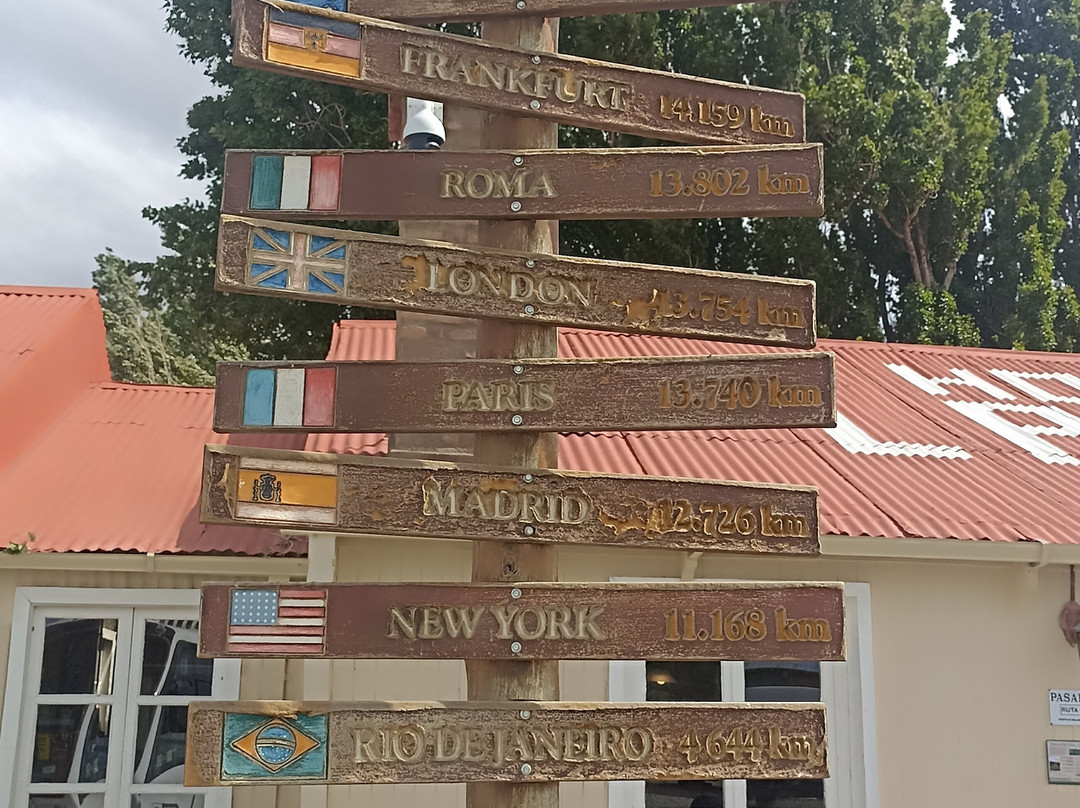 FRANKFURT 14.159 km
ROMA 13.802 km
LONDON 13.754 km
PARIS 13.740 km
MADRID 12.726 km
NEW YORK 11.168 km
RIO DE JANEIRO 4.644 km
RUTA